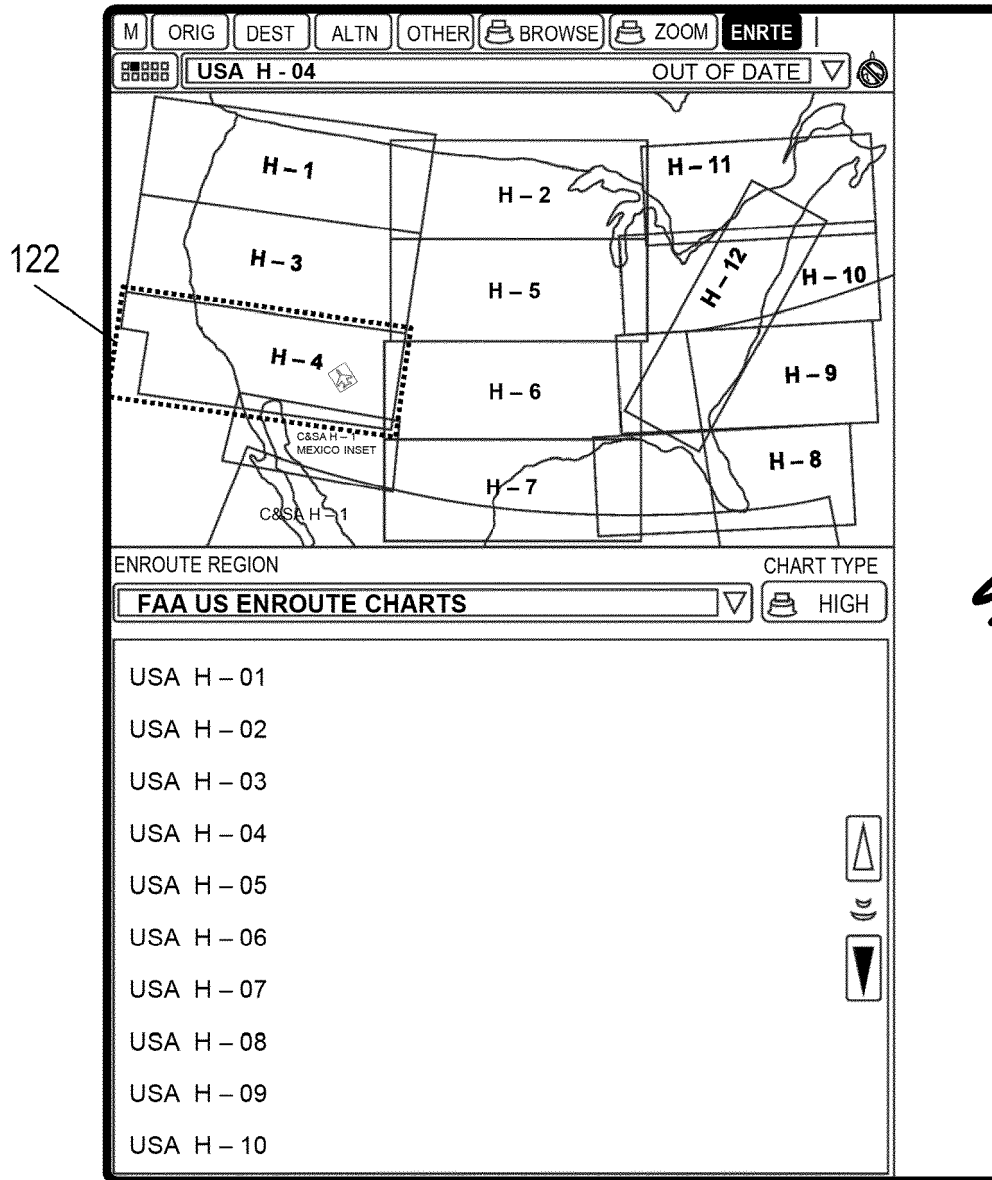 M ORIG DEST ALTN OTHER BROWSE ZOOM ENRTE
USA H - 04 OUT OF DATE
H – 1
H – 2
H – 11
H – 3
H – 5
H – 12
H – 10
122
H – 4
H – 6
H – 9
C&SA H – 1
MEXICO INSET
H – 7
H – 8
C&SA H – 1
ENROUTE REGION CHART TYPE
FAA US ENROUTE CHARTS HIGH
USA H – 01
USA H – 02
USA H – 03
USA H – 04
USA H – 05
USA H – 06
USA H – 07
USA H – 08
USA H – 09
USA H – 10